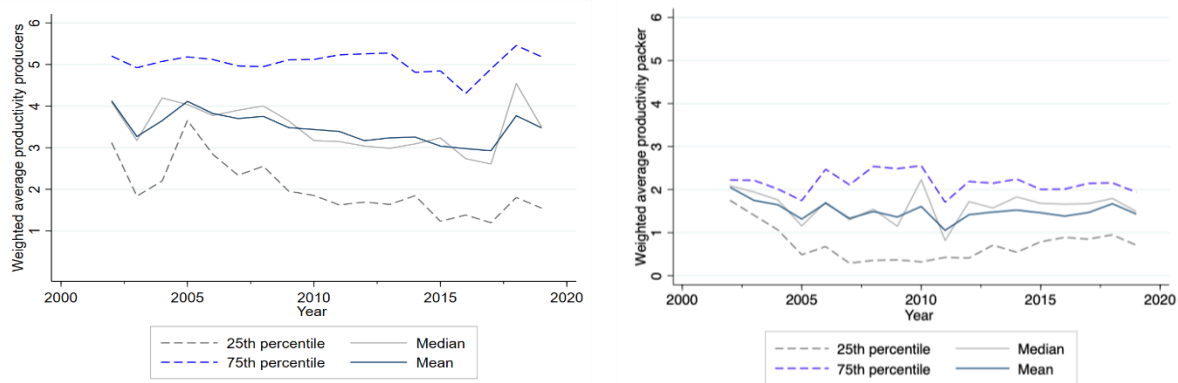 Weighted average productivity producers
6
5
4
3
2
1
2000 2005 2010 2015 2020
Year
25th percentile Median
75th percentile Mean
Weighted average productivity packer
6
5
4
3
2
1
0
2000 2005 2010 2015 2020
Year
25th percentile Median
75th percentile Mean